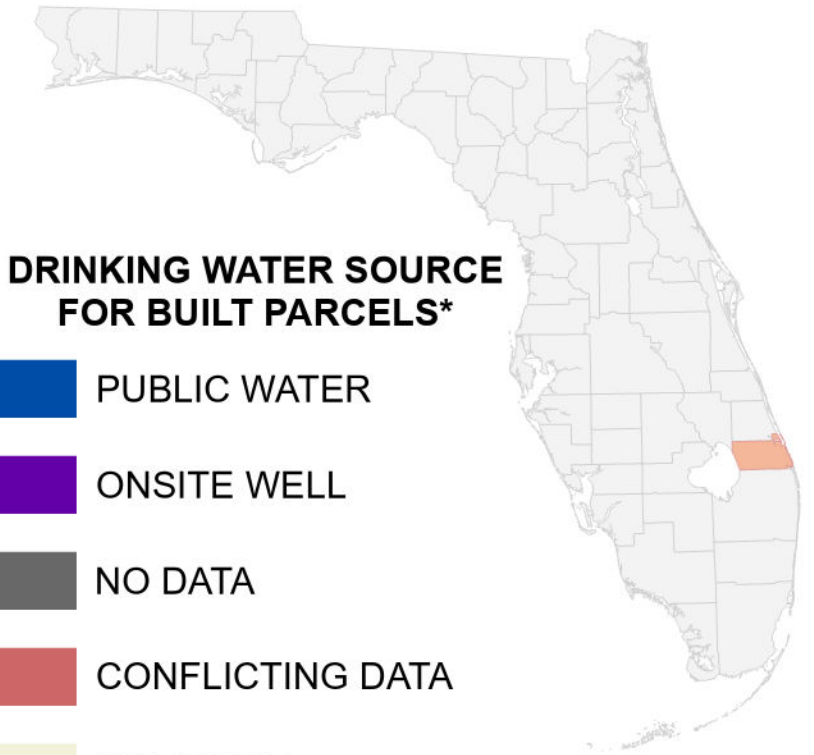 DRINKING WATER SOURCE
FOR BUILT PARCELS*
PUBLIC WATER
ONSITE WELL
NO DATA
CONFLICTING DATA